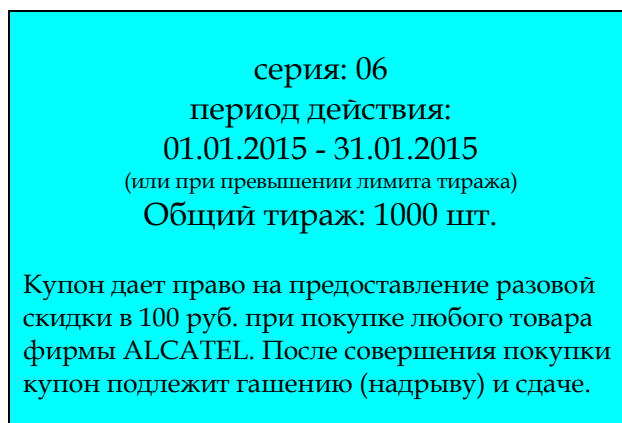 серия: 06
период действия:
01.01.2015 - 31.01.2015
(или при превышении лимита тиража)
Общий тираж: 1000 шт.
Купон дает право на предоставление разовой
скидки в 100 руб. при покупке любого товара
фирмы ALCATEL. После совершения покупки
купон подлежит гашению (надрыву) и сдаче.